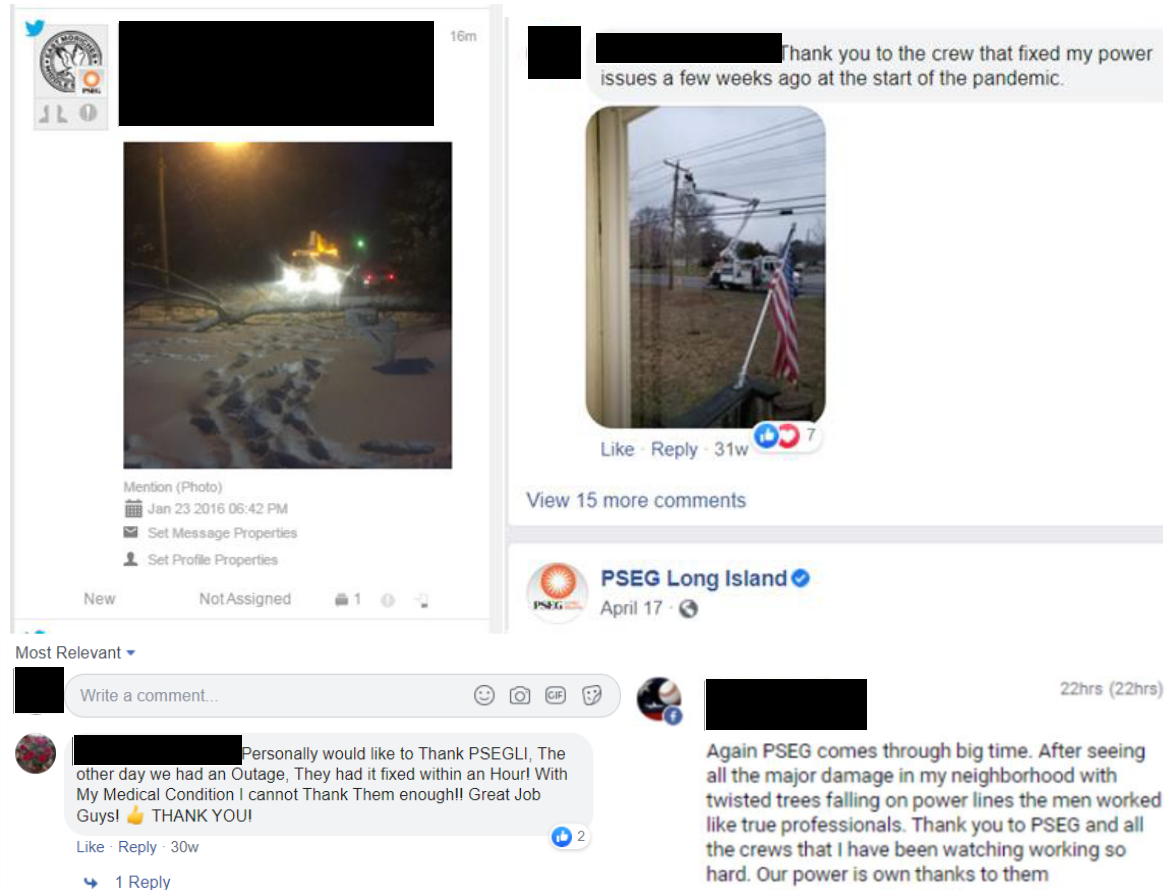 16m
EAST MORICHES
PSEG
Mention (Photo)
Jan 23 2016 06:42 PM
Set Message Properties
Set Profile Properties
New Not Assigned 1
Thank you to the crew that fixed my power
issues a few weeks ago at the start of the pandemic.
Like · Reply · 31w 7
View 15 more comments
PSEG Long Island
April 17 ·
PSEG
Most Relevant
Write a comment...
GIF
Personally would like to Thank PSEGLI, The
other day we had an Outage, They had it fixed within an Hour! With
My Medical Condition I cannot Thank Them enough!! Great Job
Guys! 👍 THANK YOU!
2
Like · Reply · 30w
1 Reply
22hrs (22hrs)
Again PSEG comes through big time. After seeing
all the major damage in my neighborhood with
twisted trees falling on power lines the men worked
like true professionals. Thank you to PSEG and all
the crews that I have been watching working so
hard. Our power is own thanks to them